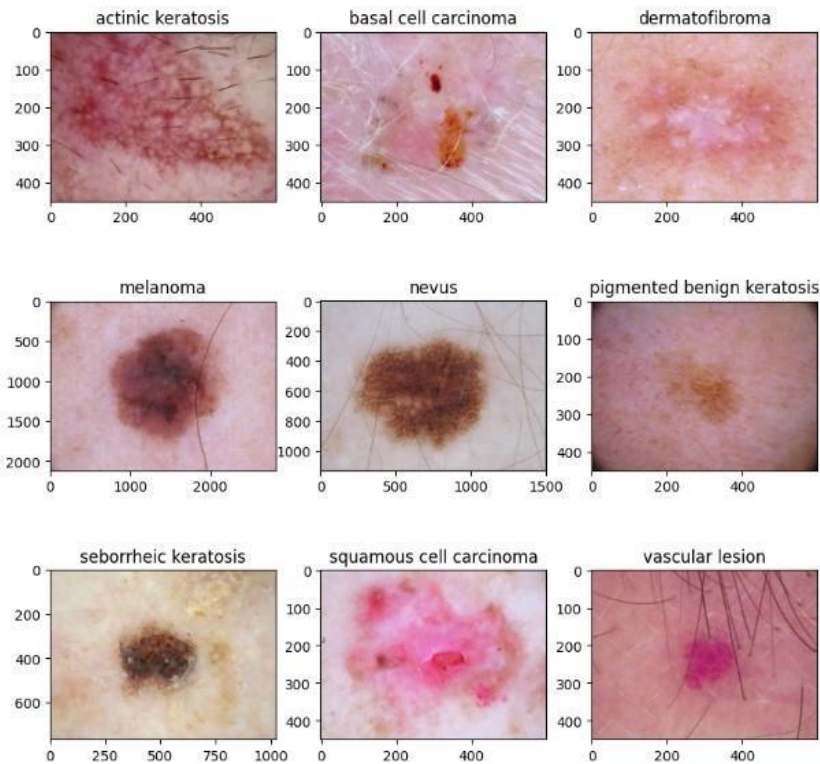 actinic keratosis
0
100
200
300
400
0 200 400
basal cell carcinoma
0
100
200
300
400
0 200 400
dermatofibroma
0
100
200
300
400
0 200 400
melanoma
0
500
1000
1500
2000
0 1000 2000
nevus
0
200
400
600
800
1000
0 500 1000 1500
pigmented benign keratosis
0
100
200
300
400
0 200 400
seborrheic keratosis
0
200
400
600
0 250 500 750 1000
squamous cell carcinoma
0
100
200
300
400
0 200 400
vascular lesion
0
100
200
300
400
0 200 400